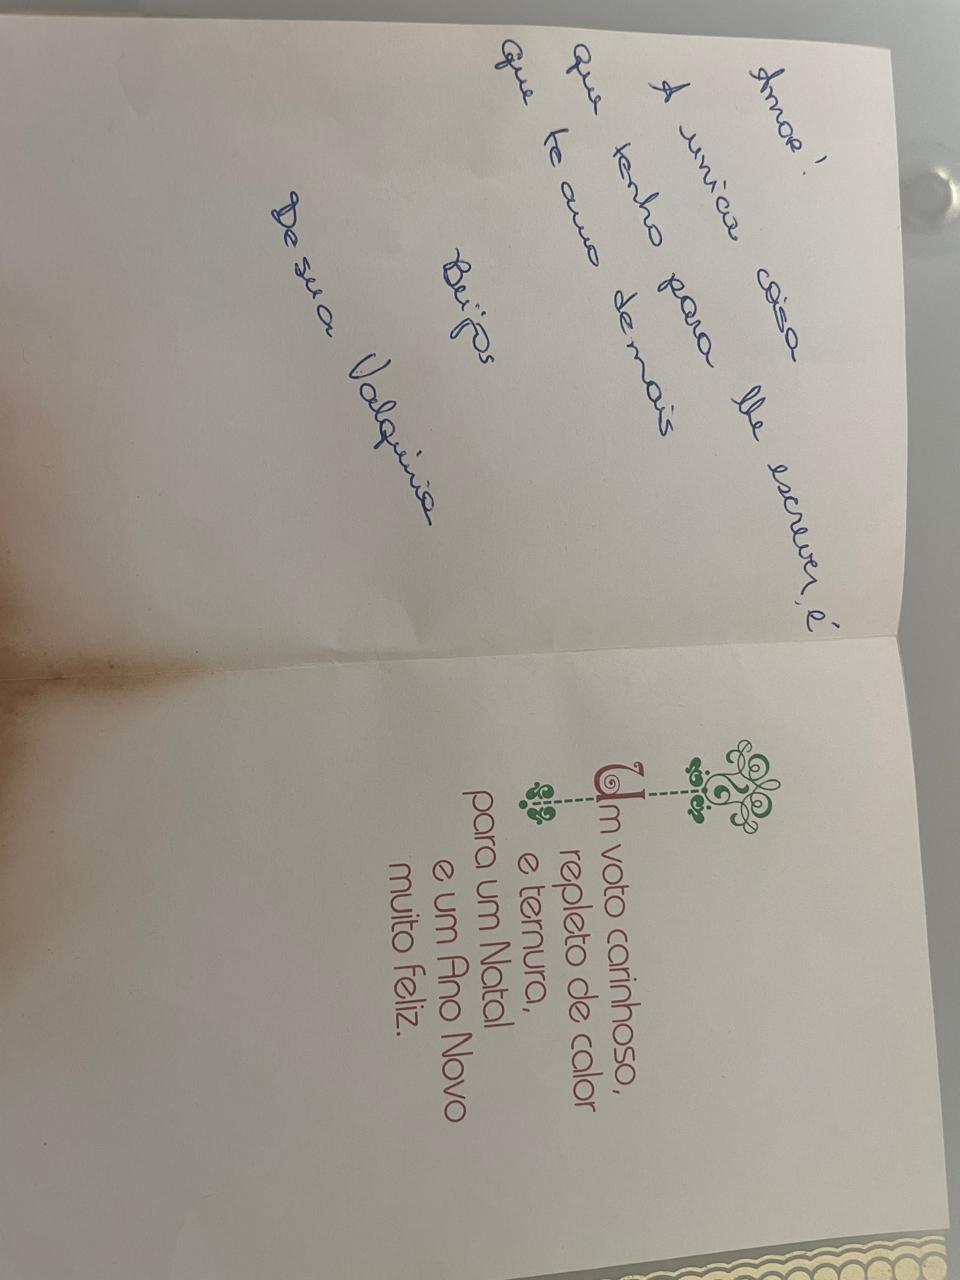 Amor!
A unica coisa
que tenho para lhe escrever, é
que te amo demais
Beijos
De sua Valquiria
Um voto carinhoso,
repleto de calor
e ternura,
para um Natal
e um Ano Novo
muito feliz.